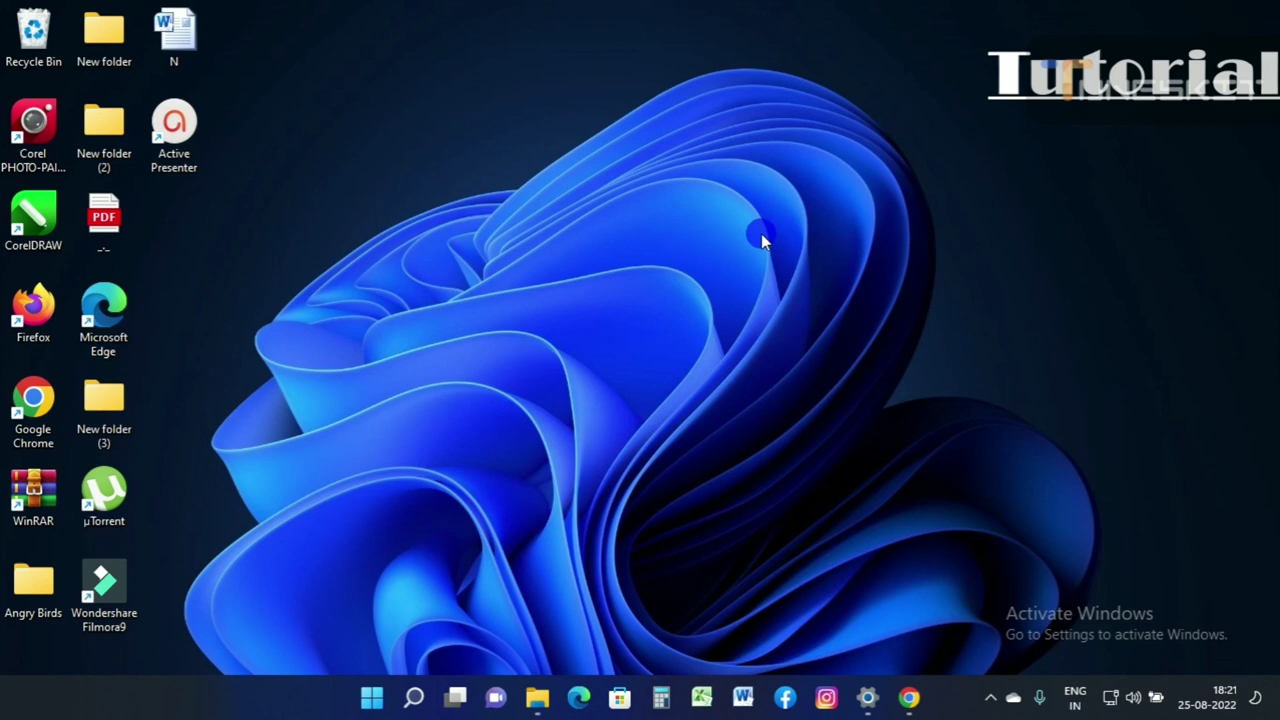 Recycle Bin
New folder
N
Tutorial
Corel
PHOTO-PAI...
New folder
(2)
Active
Presenter
CorelDRAW
PDF
_-_
Firefox
Microsoft
Edge
Google
Chrome
New folder
(3)
WinRAR
µTorrent
Angry Birds
Wondershare
Filmora9
Activate Windows
Go to Settings to activate Windows.
ENG
IN
18:21
25-08-2022